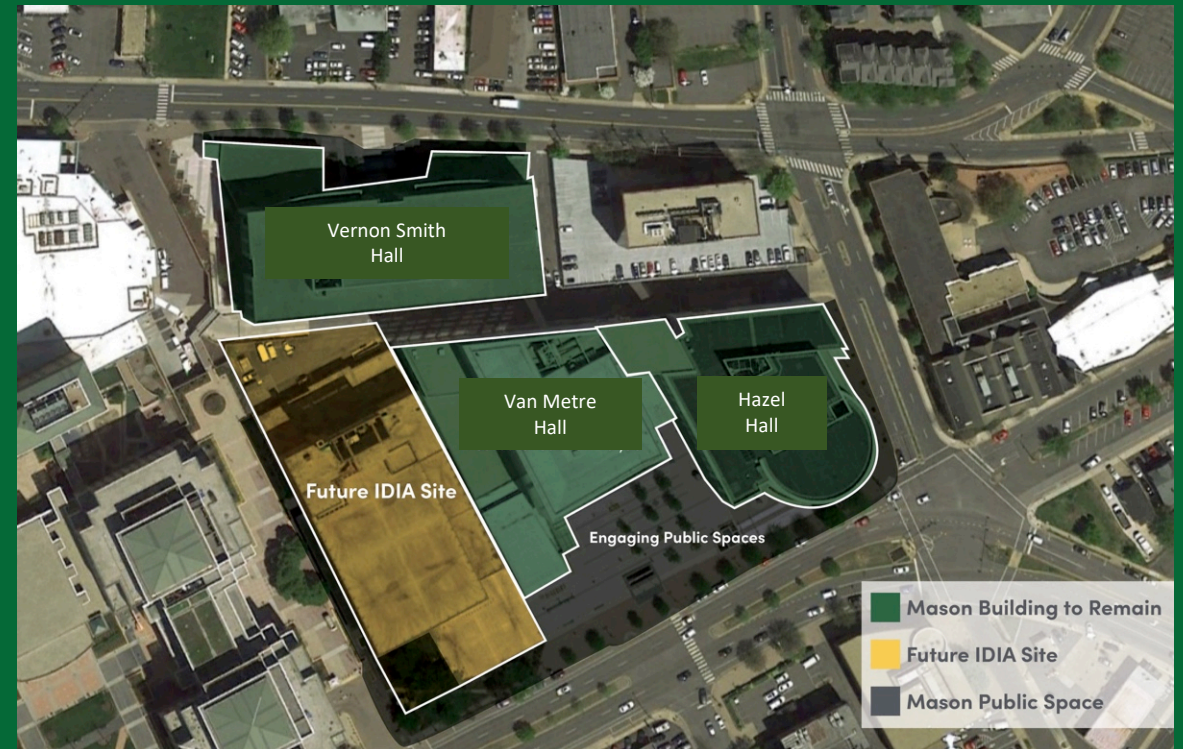 Vernon Smith
Hall
Van Metre
Hall
Hazel
Hall
Future IDIA Site
Engaging Public Spaces
Mason Building to Remain
Future IDIA Site
Mason Public Space